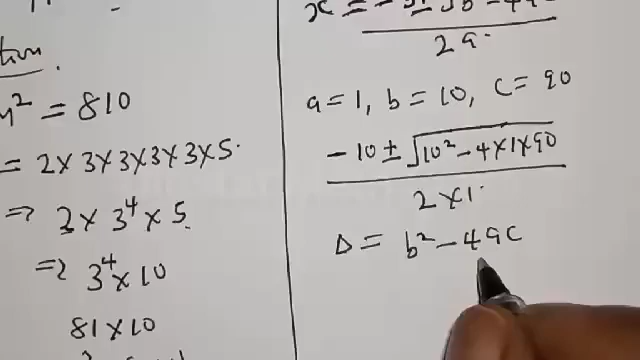 tion.
m² = 810
= 2 x 3 x 3 x 3 x 3 x 5.
=> 2 x 3⁴ x 5
=> 3⁴ x 10
81 x 10
2a.
a = 1, b = 10, c = 90
- 10 ± √10² - 4 x 1 x 90
2 x 1.
Δ = b² - 4ac